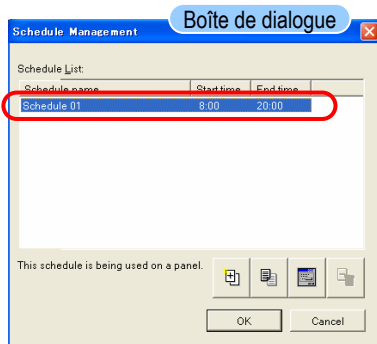 Boîte de dialogue
Schedule Management
Schedule List:
Schedule name Start time End time
Schedule 01 8:00 20:00
This schedule is being used on a panel.
OK Cancel